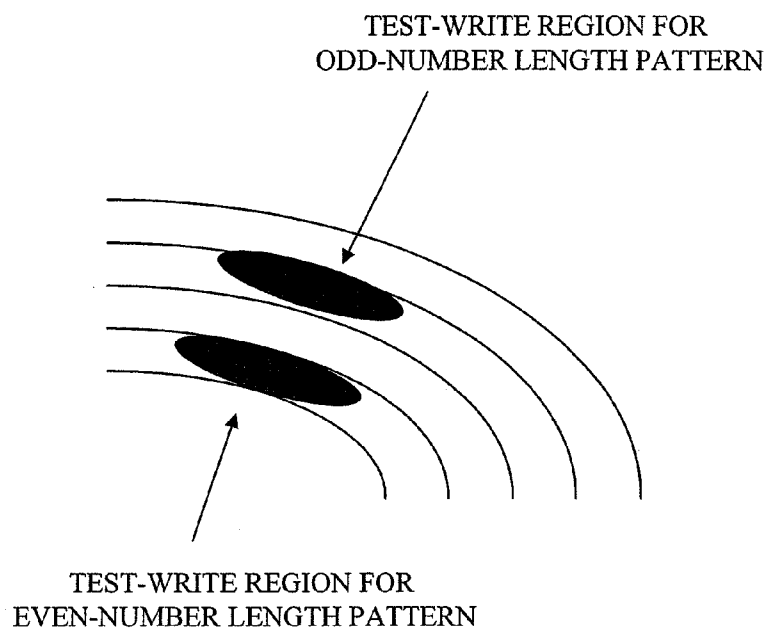 TEST-WRITE REGION FOR
ODD-NUMBER LENGTH PATTERN
TEST-WRITE REGION FOR
EVEN-NUMBER LENGTH PATTERN